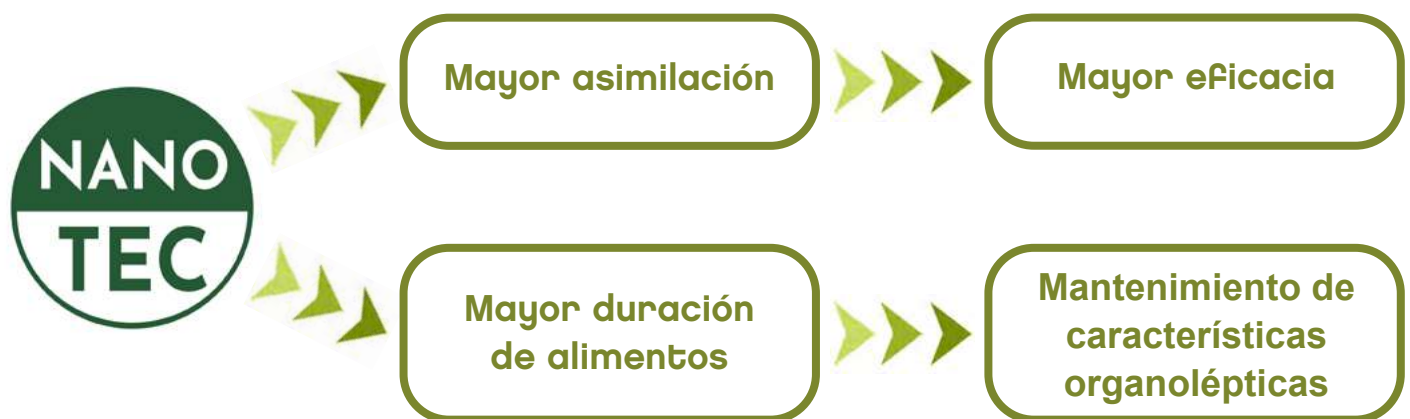 NANO
TEC
Mayor asimilación
Mayor eficacia
Mayor duración
de alimentos
Mantenimiento de
características
organolépticas